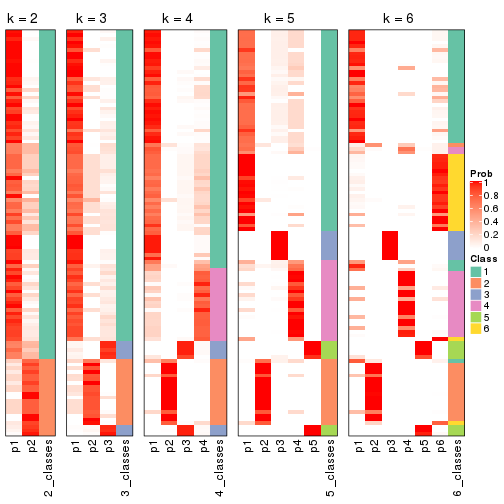 k = 2
k = 3
k = 4
k = 5
k = 6
p1
p2
2_classes
p1
p2
p3
3_classes
p1
p2
p3
p4
4_classes
p1
p2
p3
p4
p5
5_classes
p1
p2
p3
p4
p5
p6
6_classes
Prob
1
0.8
0.6
0.4
0.2
0
Class
1
2
3
4
5
6